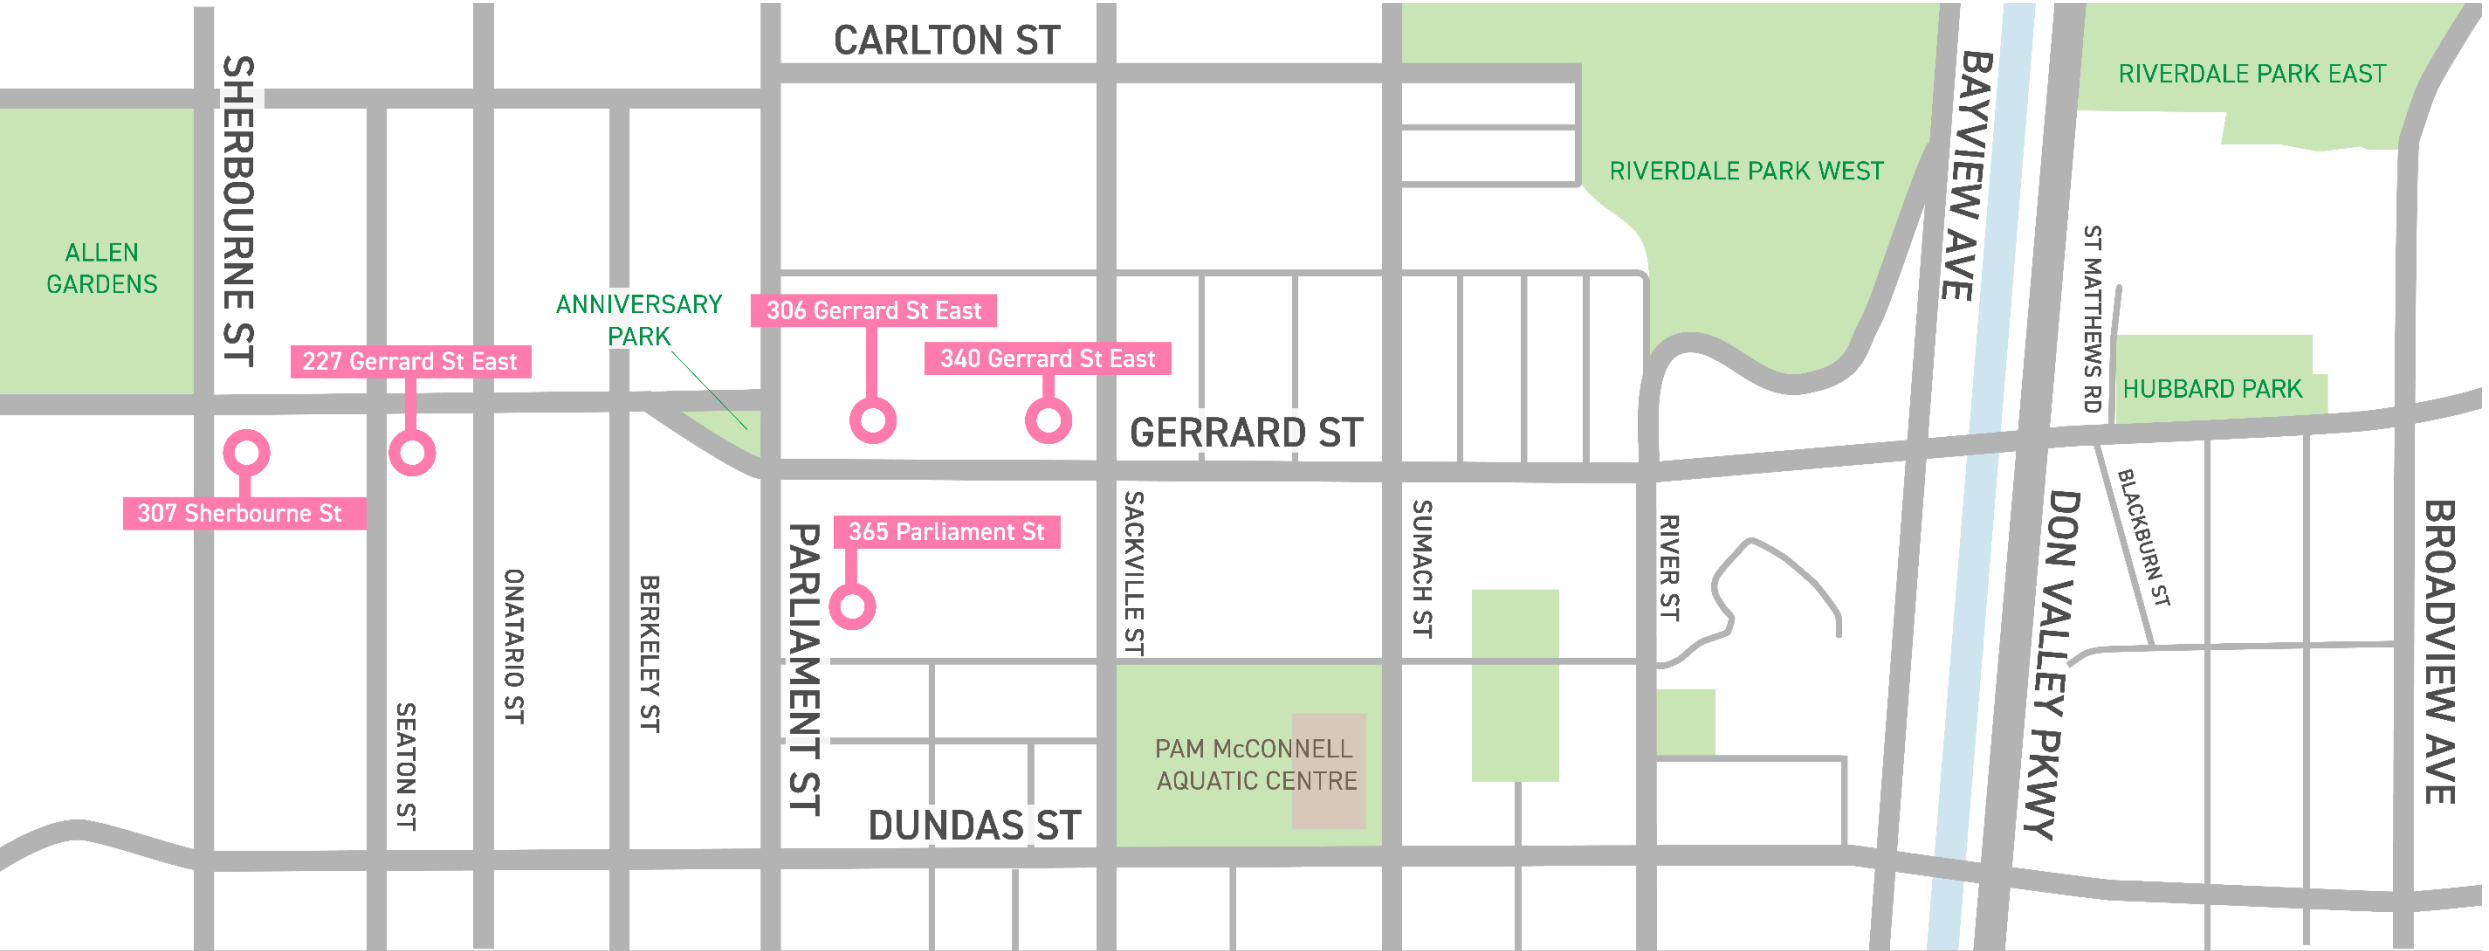 CARLTON ST
SHERBOURNE ST
BAYVIEW AVE
RIVERDALE PARK EAST
RIVERDALE PARK WEST
ALLEN
GARDENS
ST MATTHEWS RD
ANNIVERSARY
PARK
306 Gerrard St East
227 Gerrard St East
340 Gerrard St East
HUBBARD PARK
GERRARD ST
307 Sherbourne St
365 Parliament St
PARLIAMENT ST
SACKVILLE ST
SUMACH ST
RIVER ST
DON VALLEY PKWY
BLACKBURN ST
BROADVIEW AVE
ONATARIO ST
BERKELEY ST
SEATON ST
PAM McCONNELL
AQUATIC CENTRE
DUNDAS ST